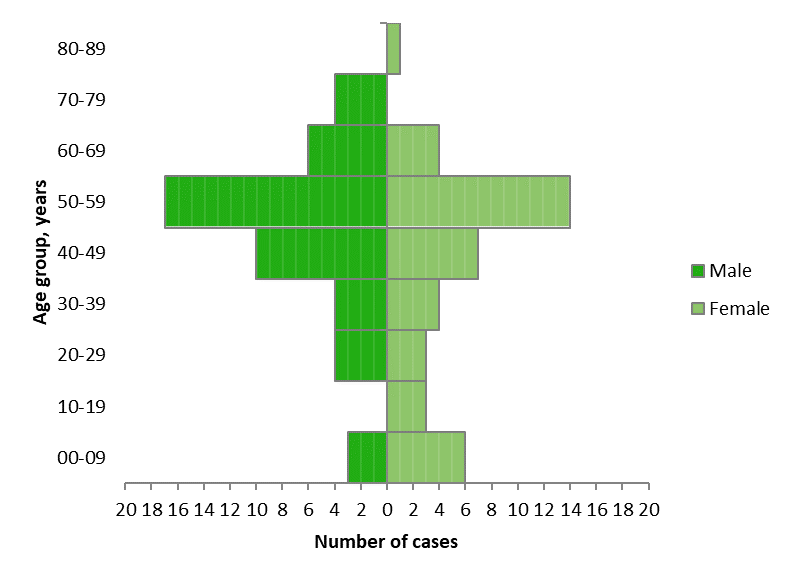 80-89
70-79
60-69
50-59
40-49
30-39
20-29
10-19
00-09
Age group, years
20 18 16 14 12 10 8 6 4 2 0 2 4 6 8 10 12 14 16 18 20
Number of cases
Male
Female